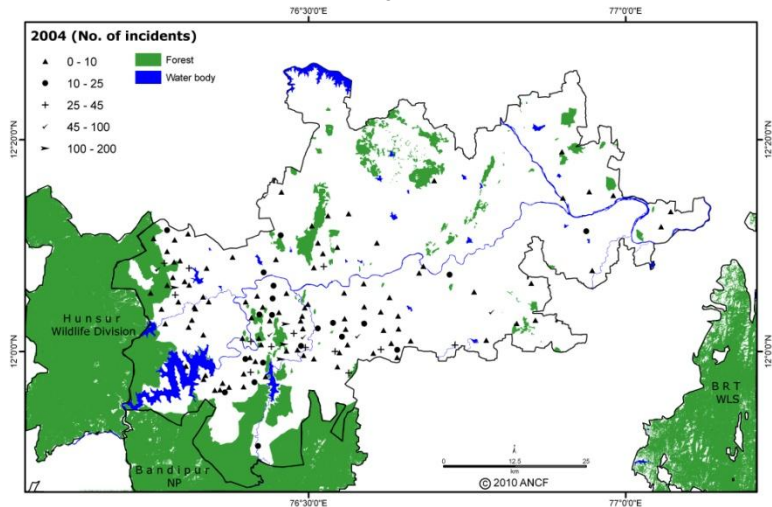 76°30'0"E
77°0'0"E
2004 (No. of incidents)
0 - 10
10 - 25
25 - 45
45 - 100
100 - 200
Forest
Water body
12°20'0"N
12°20'0"N
Hunsur
Wildlife Division
12°0'0"N
12°0'0"N
BRT
WLS
Bandipur
NP
0
12.5
25
km
© 2010 ANCF
76°30'0"E
77°0'0"E